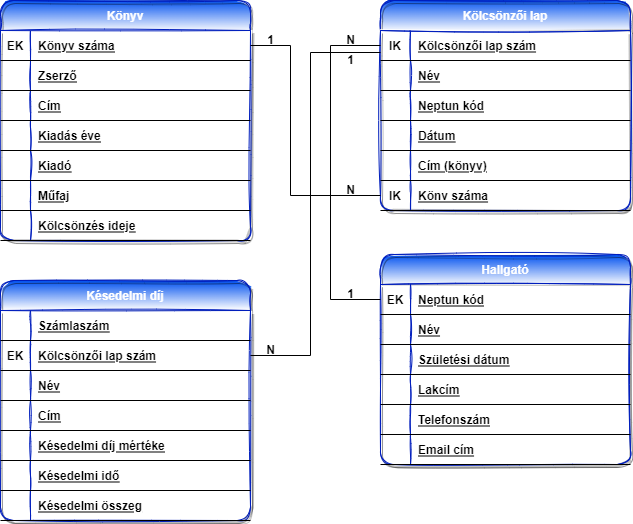 Könyv
EK Könyv száma
Zserző
Cím
Kiadás éve
Kiadó
Műfaj
Kölcsönzés ideje
1
N
1
N
Kölcsönzői lap
IK Kölcsönzői lap szám
Név
Neptun kód
Dátum
Cím (könyv)
IK Könv száma
Késedelmi díj
Számlaszám
EK Kölcsönzői lap szám
Név
Cím
Késedelmi díj mértéke
Késedelmi idő
Késedelmi összeg
N
1
Hallgató
EK Neptun kód
Név
Születési dátum
Lakcím
Telefonszám
Email cím